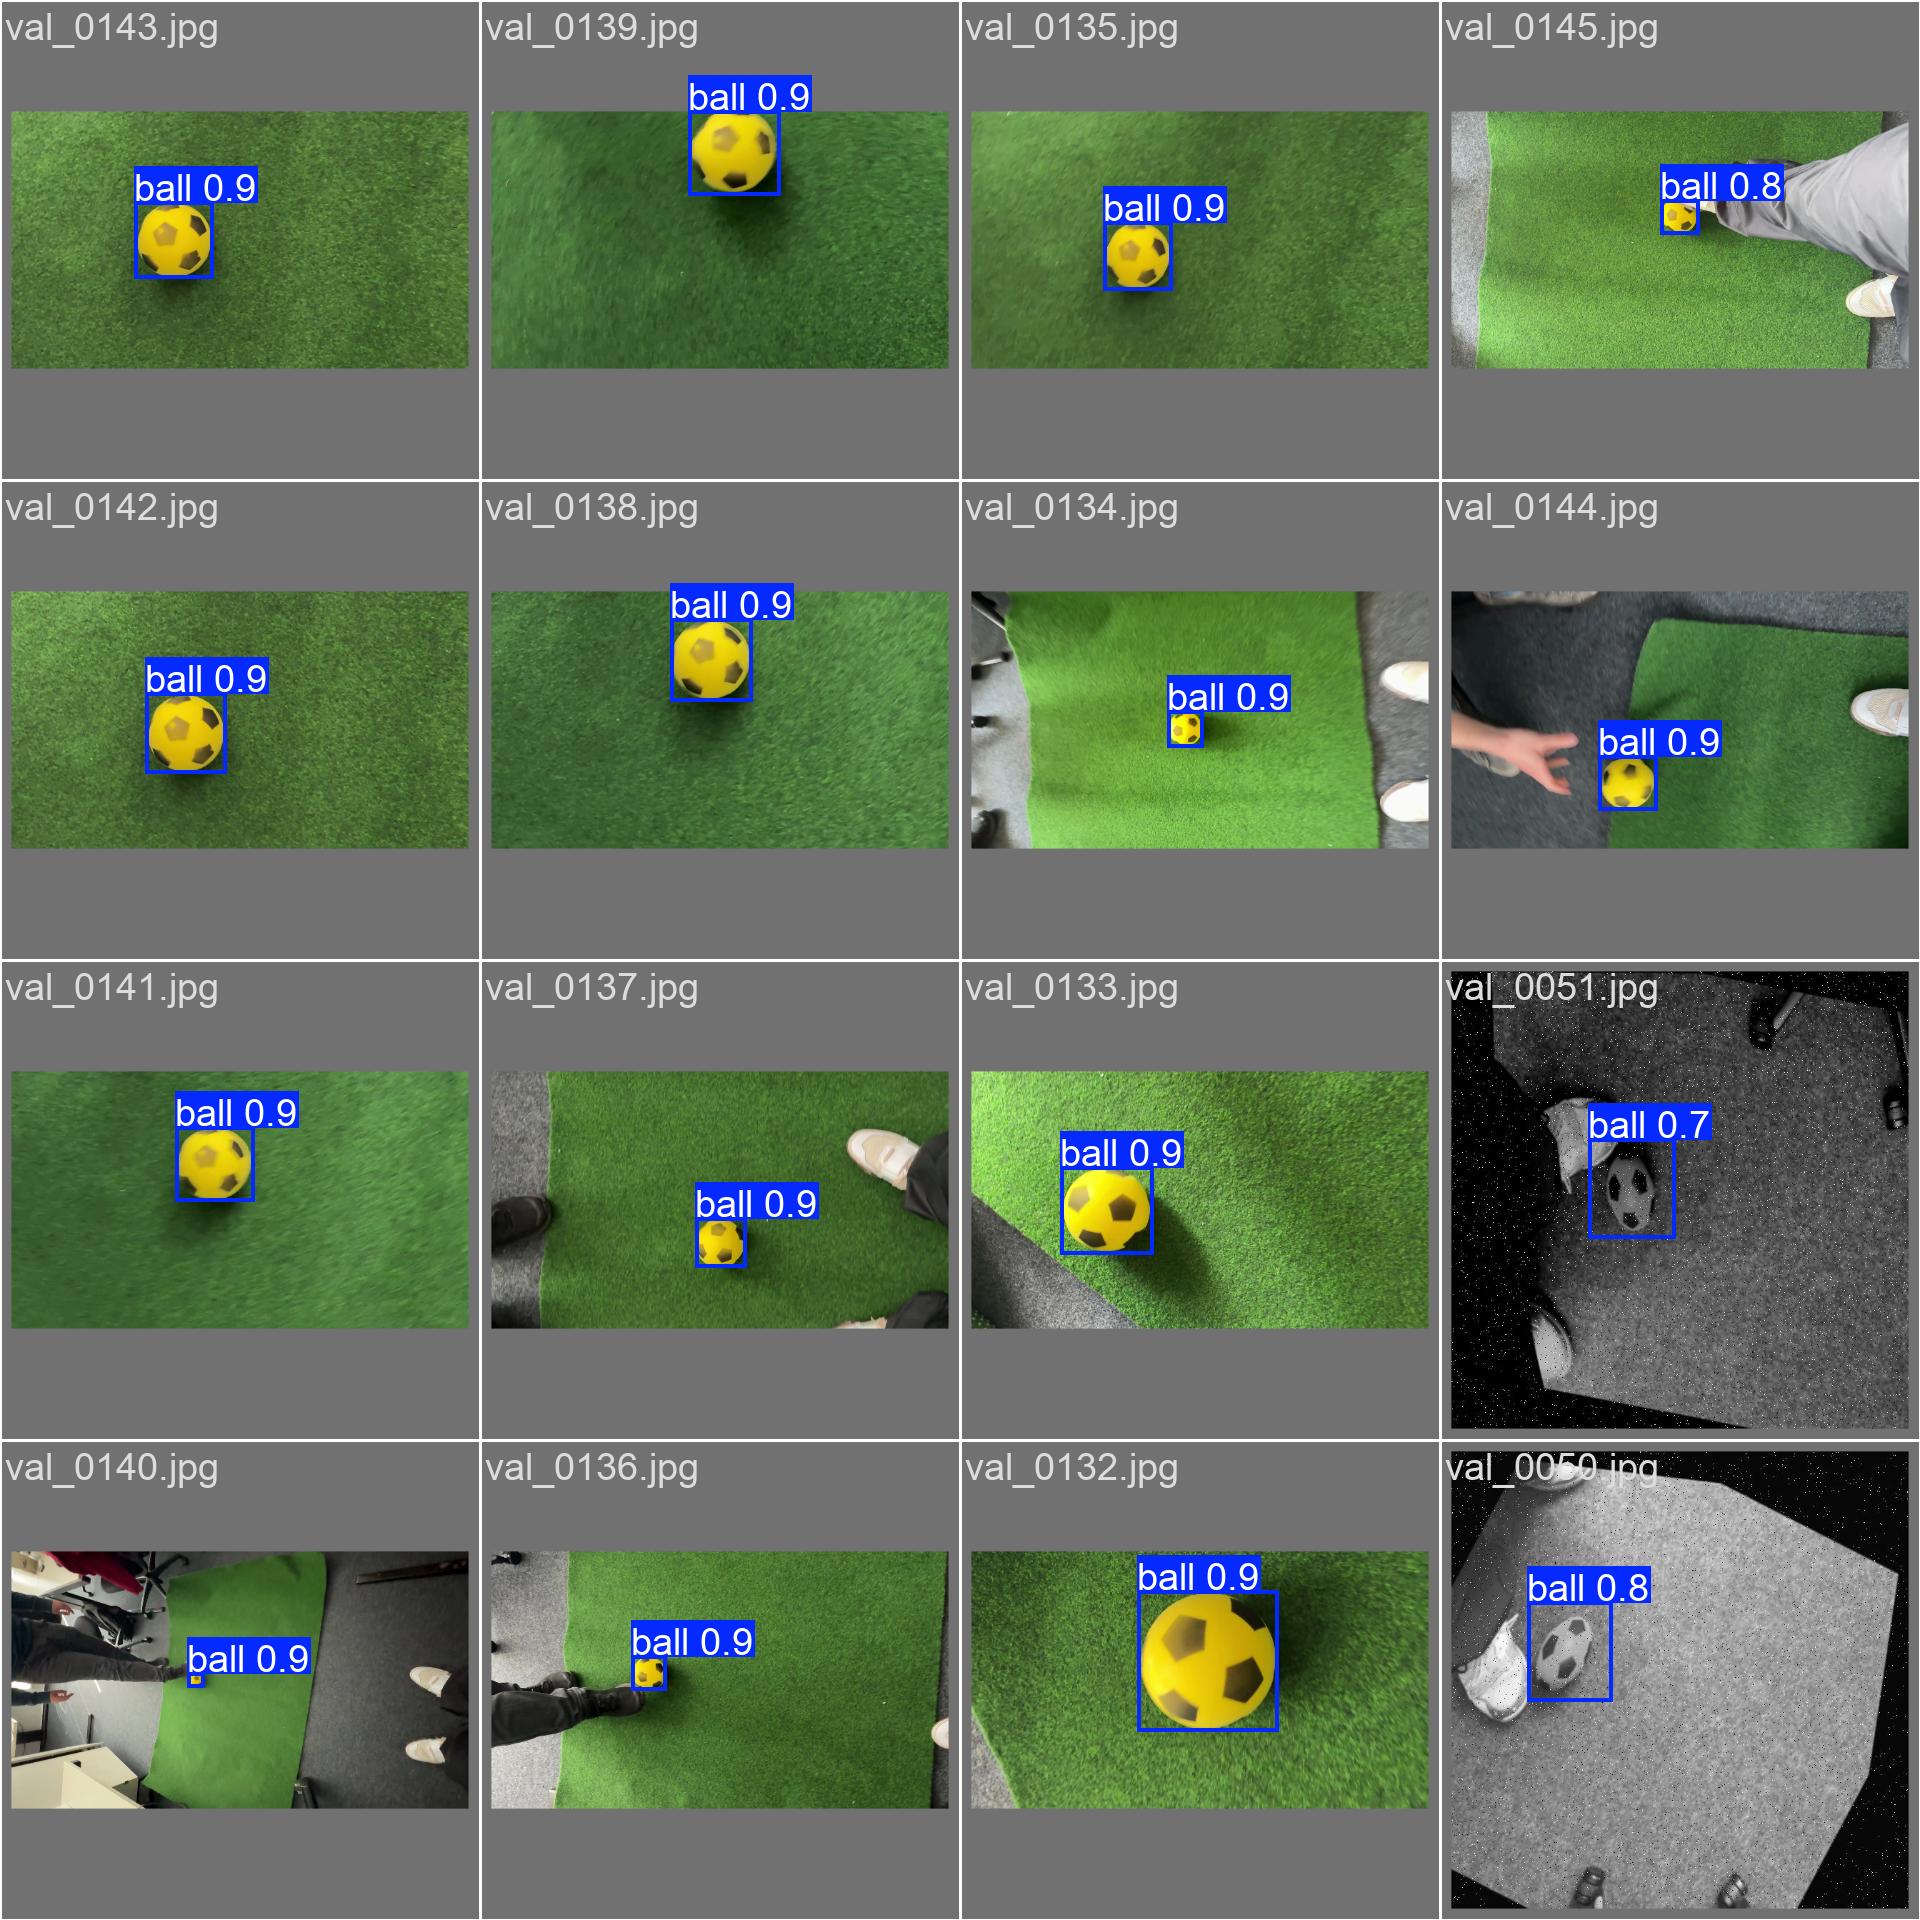 val_0143.jpg
val_0139.jpg
val_0135.jpg
val_0145.jpg
ball 0.9
ball 0.9
ball 0.9
ball 0.8
val_0142.jpg
val_0138.jpg
val_0134.jpg
val_0144.jpg
ball 0.9
ball 0.9
ball 0.9
ball 0.9
val_0141.jpg
val_0137.jpg
val_0133.jpg
val_0051.jpg
ball 0.9
ball 0.9
ball 0.9
ball 0.7
val_0140.jpg
val_0136.jpg
val_0132.jpg
val_0050.jpg
ball 0.9
ball 0.9
ball 0.9
ball 0.8